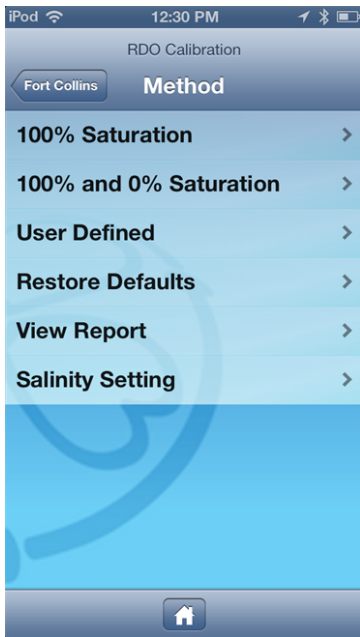 iPod 12:30 PM
RDO Calibration
Fort Collins Method
100% Saturation
100% and 0% Saturation
User Defined
Restore Defaults
View Report
Salinity Setting